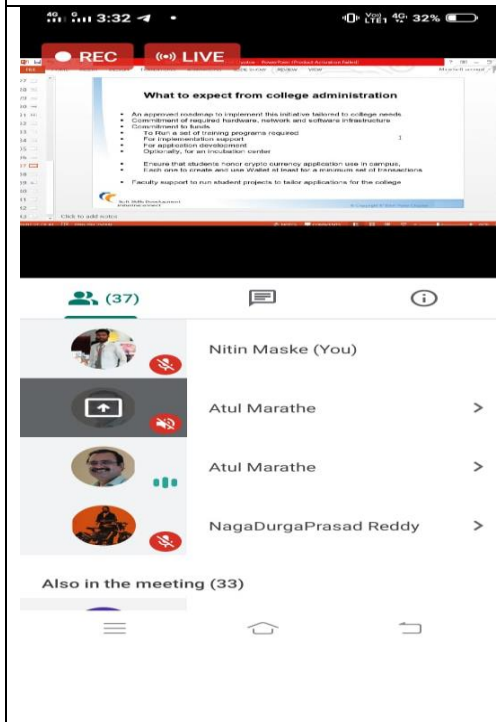 4G 3:32 Voi) LTE1 4G 32%
REC LIVE
What to expect from college administration
• An approved roadmap to implement this initiative tailored to college needs
• Commitment of required hardware, network and software infrastructure
• Commitment to funds
• To Run a set of training programs required
• For implementation support
• For application development
• Optionally, for an incubation center
• Ensure that students honor crypto currency application use in campus,
• Each one to create and use Wallet at least for a minimum set of transactions
• Faculty support to run student projects to tailor applications for the college
Click to add notes
(37)
Nitin Maske (You)
Atul Marathe
Atul Marathe
NagaDurgaPrasad Reddy
Also in the meeting (33)